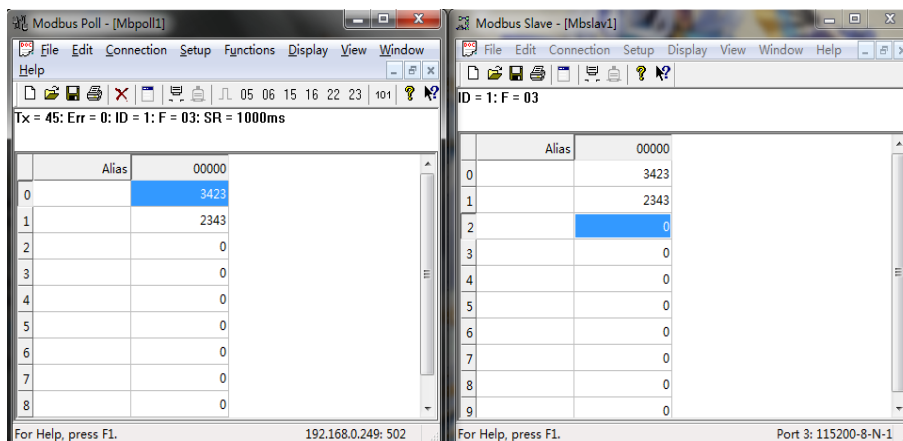 Modbus Poll - [Mbpoll1]
File Edit Connection Setup Functions Display View Window
Help
05 06 15 16 22 23 101
Tx = 45: Err = 0: ID = 1: F = 03: SR = 1000ms
Alias 00000
0 3423
1 2343
2 0
3 0
4 0
5 0
6 0
7 0
8 0
For Help, press F1. 192.168.0.249: 502
Modbus Slave - [Mbslav1]
File Edit Connection Setup Display View Window Help
ID = 1: F = 03
Alias 00000
0 3423
1 2343
2 0
3 0
4 0
5 0
6 0
7 0
8 0
9 0
For Help, press F1. Port 3: 115200-8-N-1